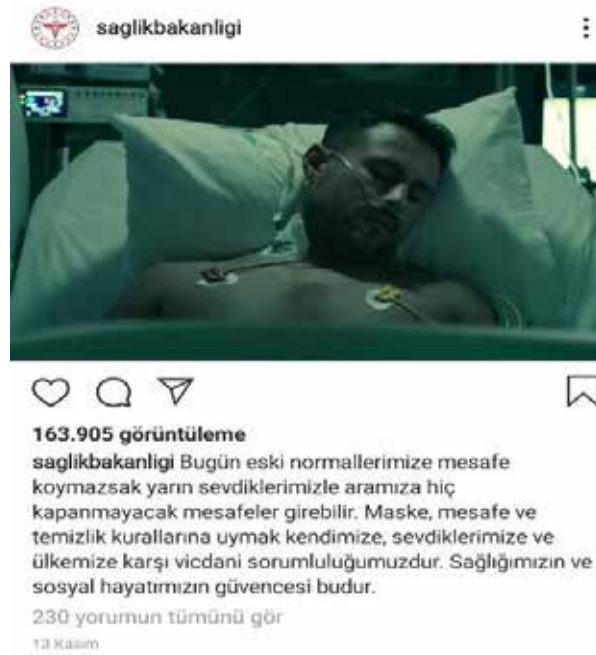 saglikbakanligi
163.905 görüntüleme
saglikbakanligi Bugün eski normallerimize mesafe
koymazsak yarın sevdiklerimizle aramıza hiç
kapanmayacak mesafeler girebilir. Maske, mesafe ve
temizlik kurallarına uymak kendimize, sevdiklerimize ve
ülkemize karşı vicdani sorumluluğumuzdur. Sağlığımızın ve
sosyal hayatımızın güvencesi budur.
230 yorumun tümünü gör
13 Kasım